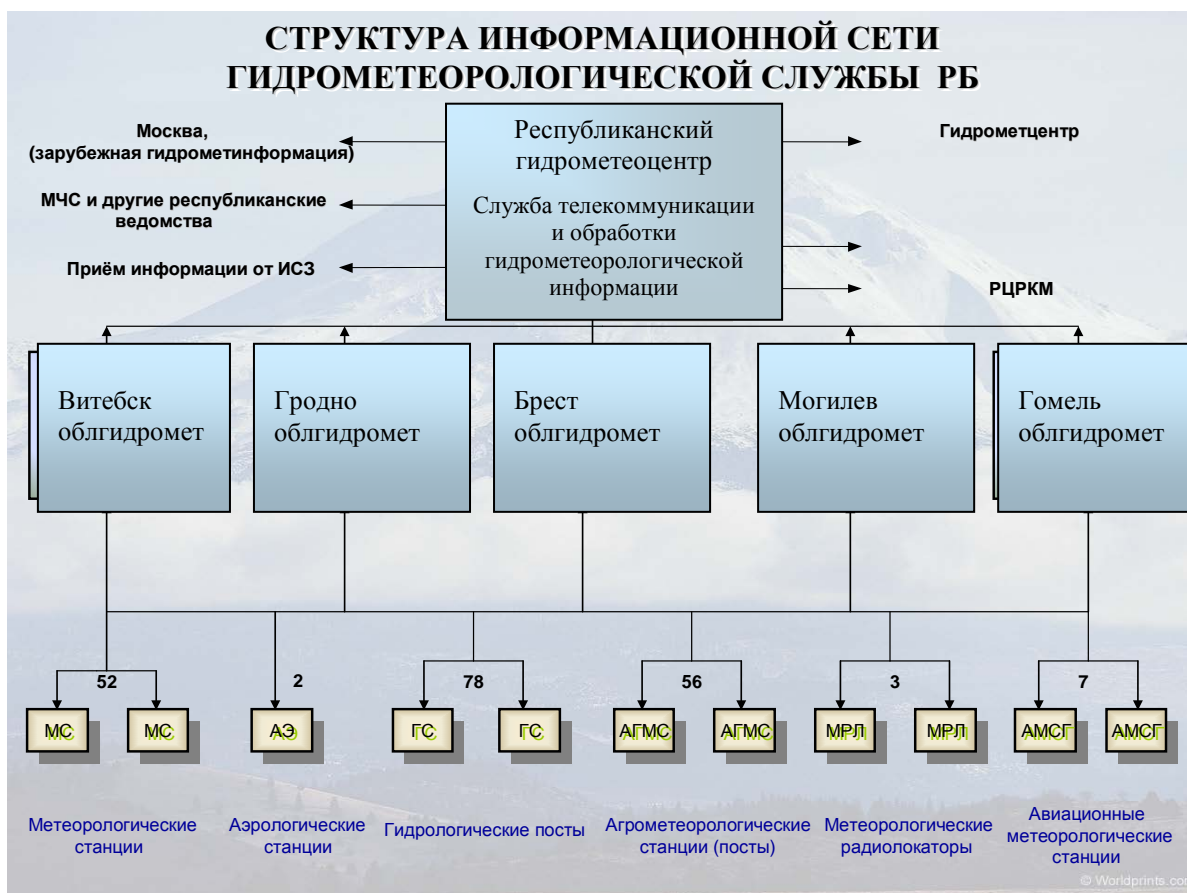 СТРУКТУРА ИНФОРМАЦИОННОЙ СЕТИ
ГИДРОМЕТЕОРОЛОГИЧЕСКОЙ СЛУЖБЫ РБ
Москва,
(зарубежная гидрометинформация)
МЧС и другие республиканские
ведомства
Приём информации от ИСЗ
Республиканский
гидрометеоцентр
Служба телекоммуникации
и обработки
гидрометеорологической
информации
Гидрометцентр
РЦРКМ
Витебск
облгидромет
Гродно
облгидромет
Брест
облгидромет
Могилев
облгидромет
Гомель
облгидромет
52
2
78
56
3
7
МС
МС
АЭ
ГС
ГС
АГМС
АГМС
МРЛ
МРЛ
АМСГ
АМСГ
Метеорологические
станции
Аэрологические
станции
Гидрологические посты
Агрометеорологические
станции (посты)
Метеорологические
радиолокаторы
Авиационные
метеорологические
станции
© Worldprints.com